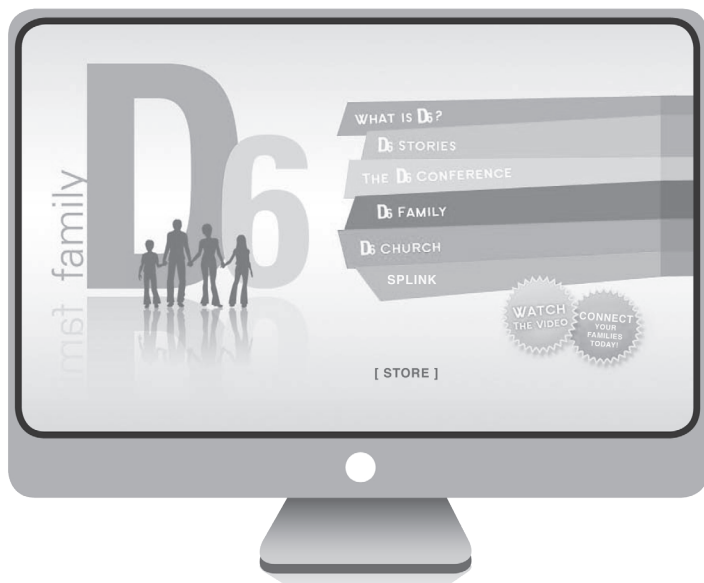 family
D6
WHAT IS D6?
D6 STORIES
THE D6 CONFERENCE
D6 FAMILY
D6 CHURCH
SPLINK
WATCH
THE VIDEO
CONNECT
YOUR
FAMILIES
TODAY!
[ STORE ]